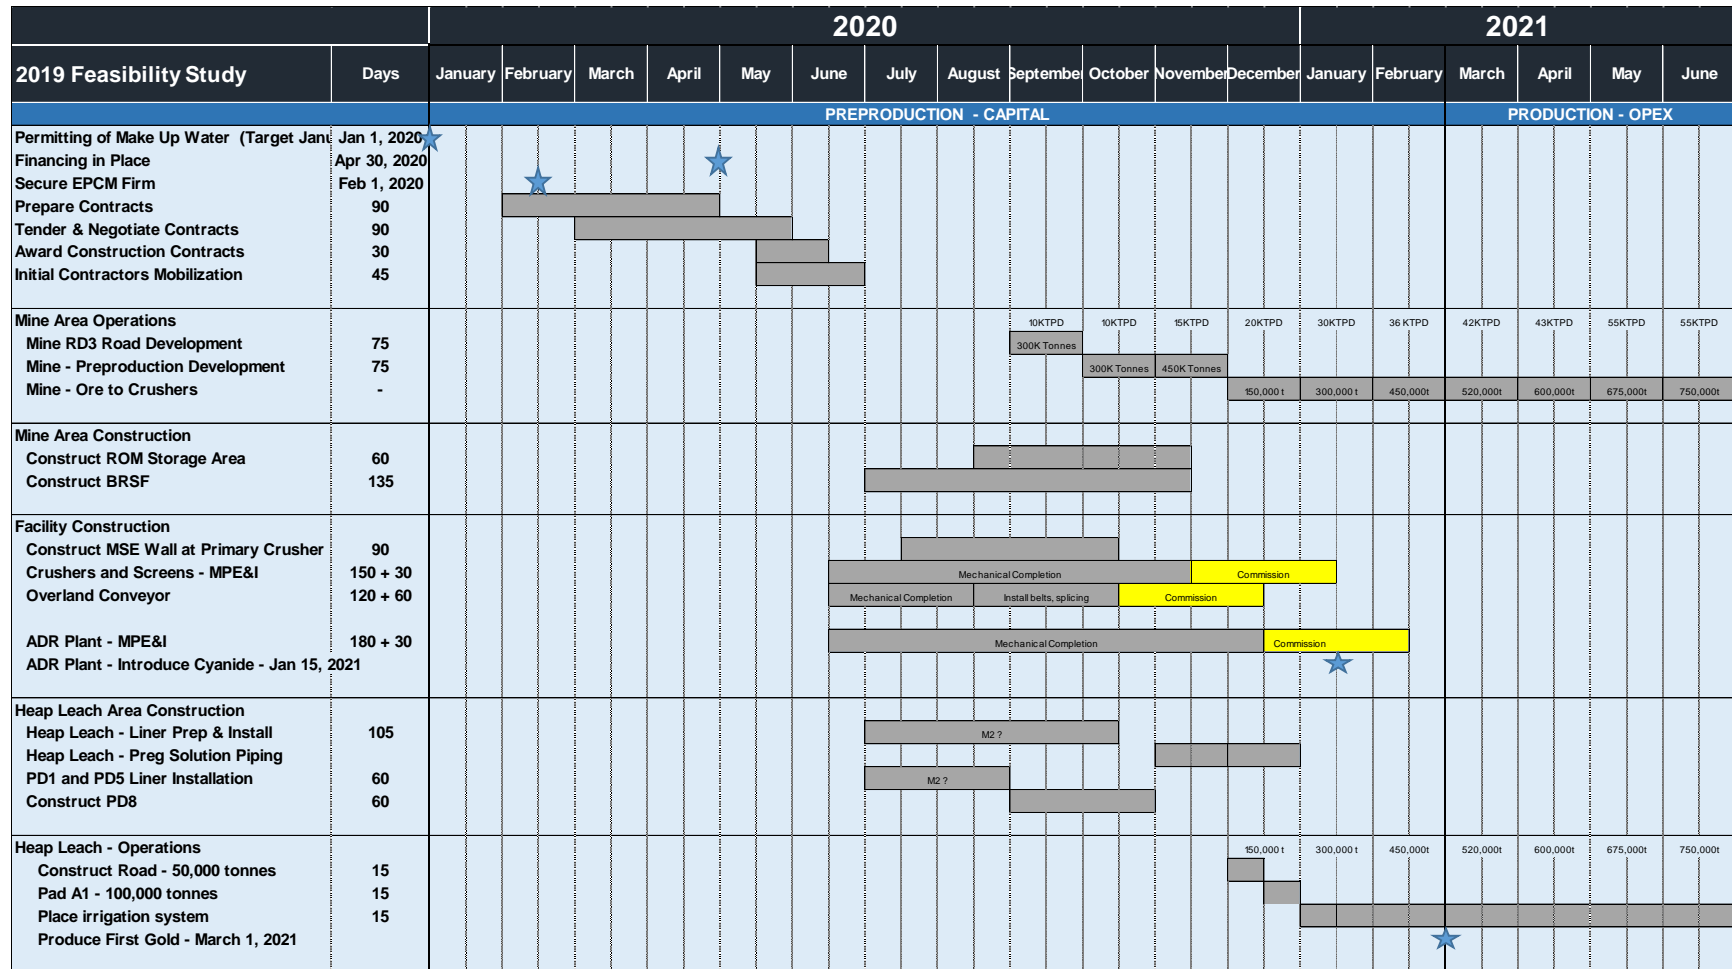 2020 2021
2019 Feasibility Study Days January February March April May June July August September October November December January February March April May June
PREPRODUCTION - CAPITAL PRODUCTION - OPEX
Permitting of Make Up Water (Target Janu Jan 1, 2020
Financing in Place Apr 30, 2020
Secure EPCM Firm Feb 1, 2020
Prepare Contracts 90
Tender & Negotiate Contracts 90
Award Construction Contracts 30
Initial Contractors Mobilization 45
Mine Area Operations 10KTPD 10KTPD 15KTPD 20KTPD 30KTPD 36 KTPD 42KTPD 43KTPD 55KTPD 55KTPD
Mine RD3 Road Development 75 300K Tonnes
Mine - Preproduction Development 75 300K Tonnes 450K Tonnes
Mine - Ore to Crushers - 150,000 t 300,000 t 450,000t 520,000t 600,000t 675,000t 750,000t
Mine Area Construction
Construct ROM Storage Area 60
Construct BRSF 135
Facility Construction
Construct MSE Wall at Primary Crusher 90
Crushers and Screens - MPE&I 150 + 30 Mechanical Completion Commission
Overland Conveyor 120 + 60 Mechanical Completion Install belts, splicing Commission
ADR Plant - MPE&I 180 + 30 Mechanical Completion Commission
ADR Plant - Introduce Cyanide - Jan 15, 2021
Heap Leach Area Construction
Heap Leach - Liner Prep & Install 105 M2 ?
Heap Leach - Preg Solution Piping
PD1 and PD5 Liner Installation 60 M2 ?
Construct PD8 60
Heap Leach - Operations 150,000 t 300,000 t 450,000t 520,000t 600,000t 675,000t 750,000t
Construct Road - 50,000 tonnes 15
Pad A1 - 100,000 tonnes 15
Place irrigation system 15
Produce First Gold - March 1, 2021